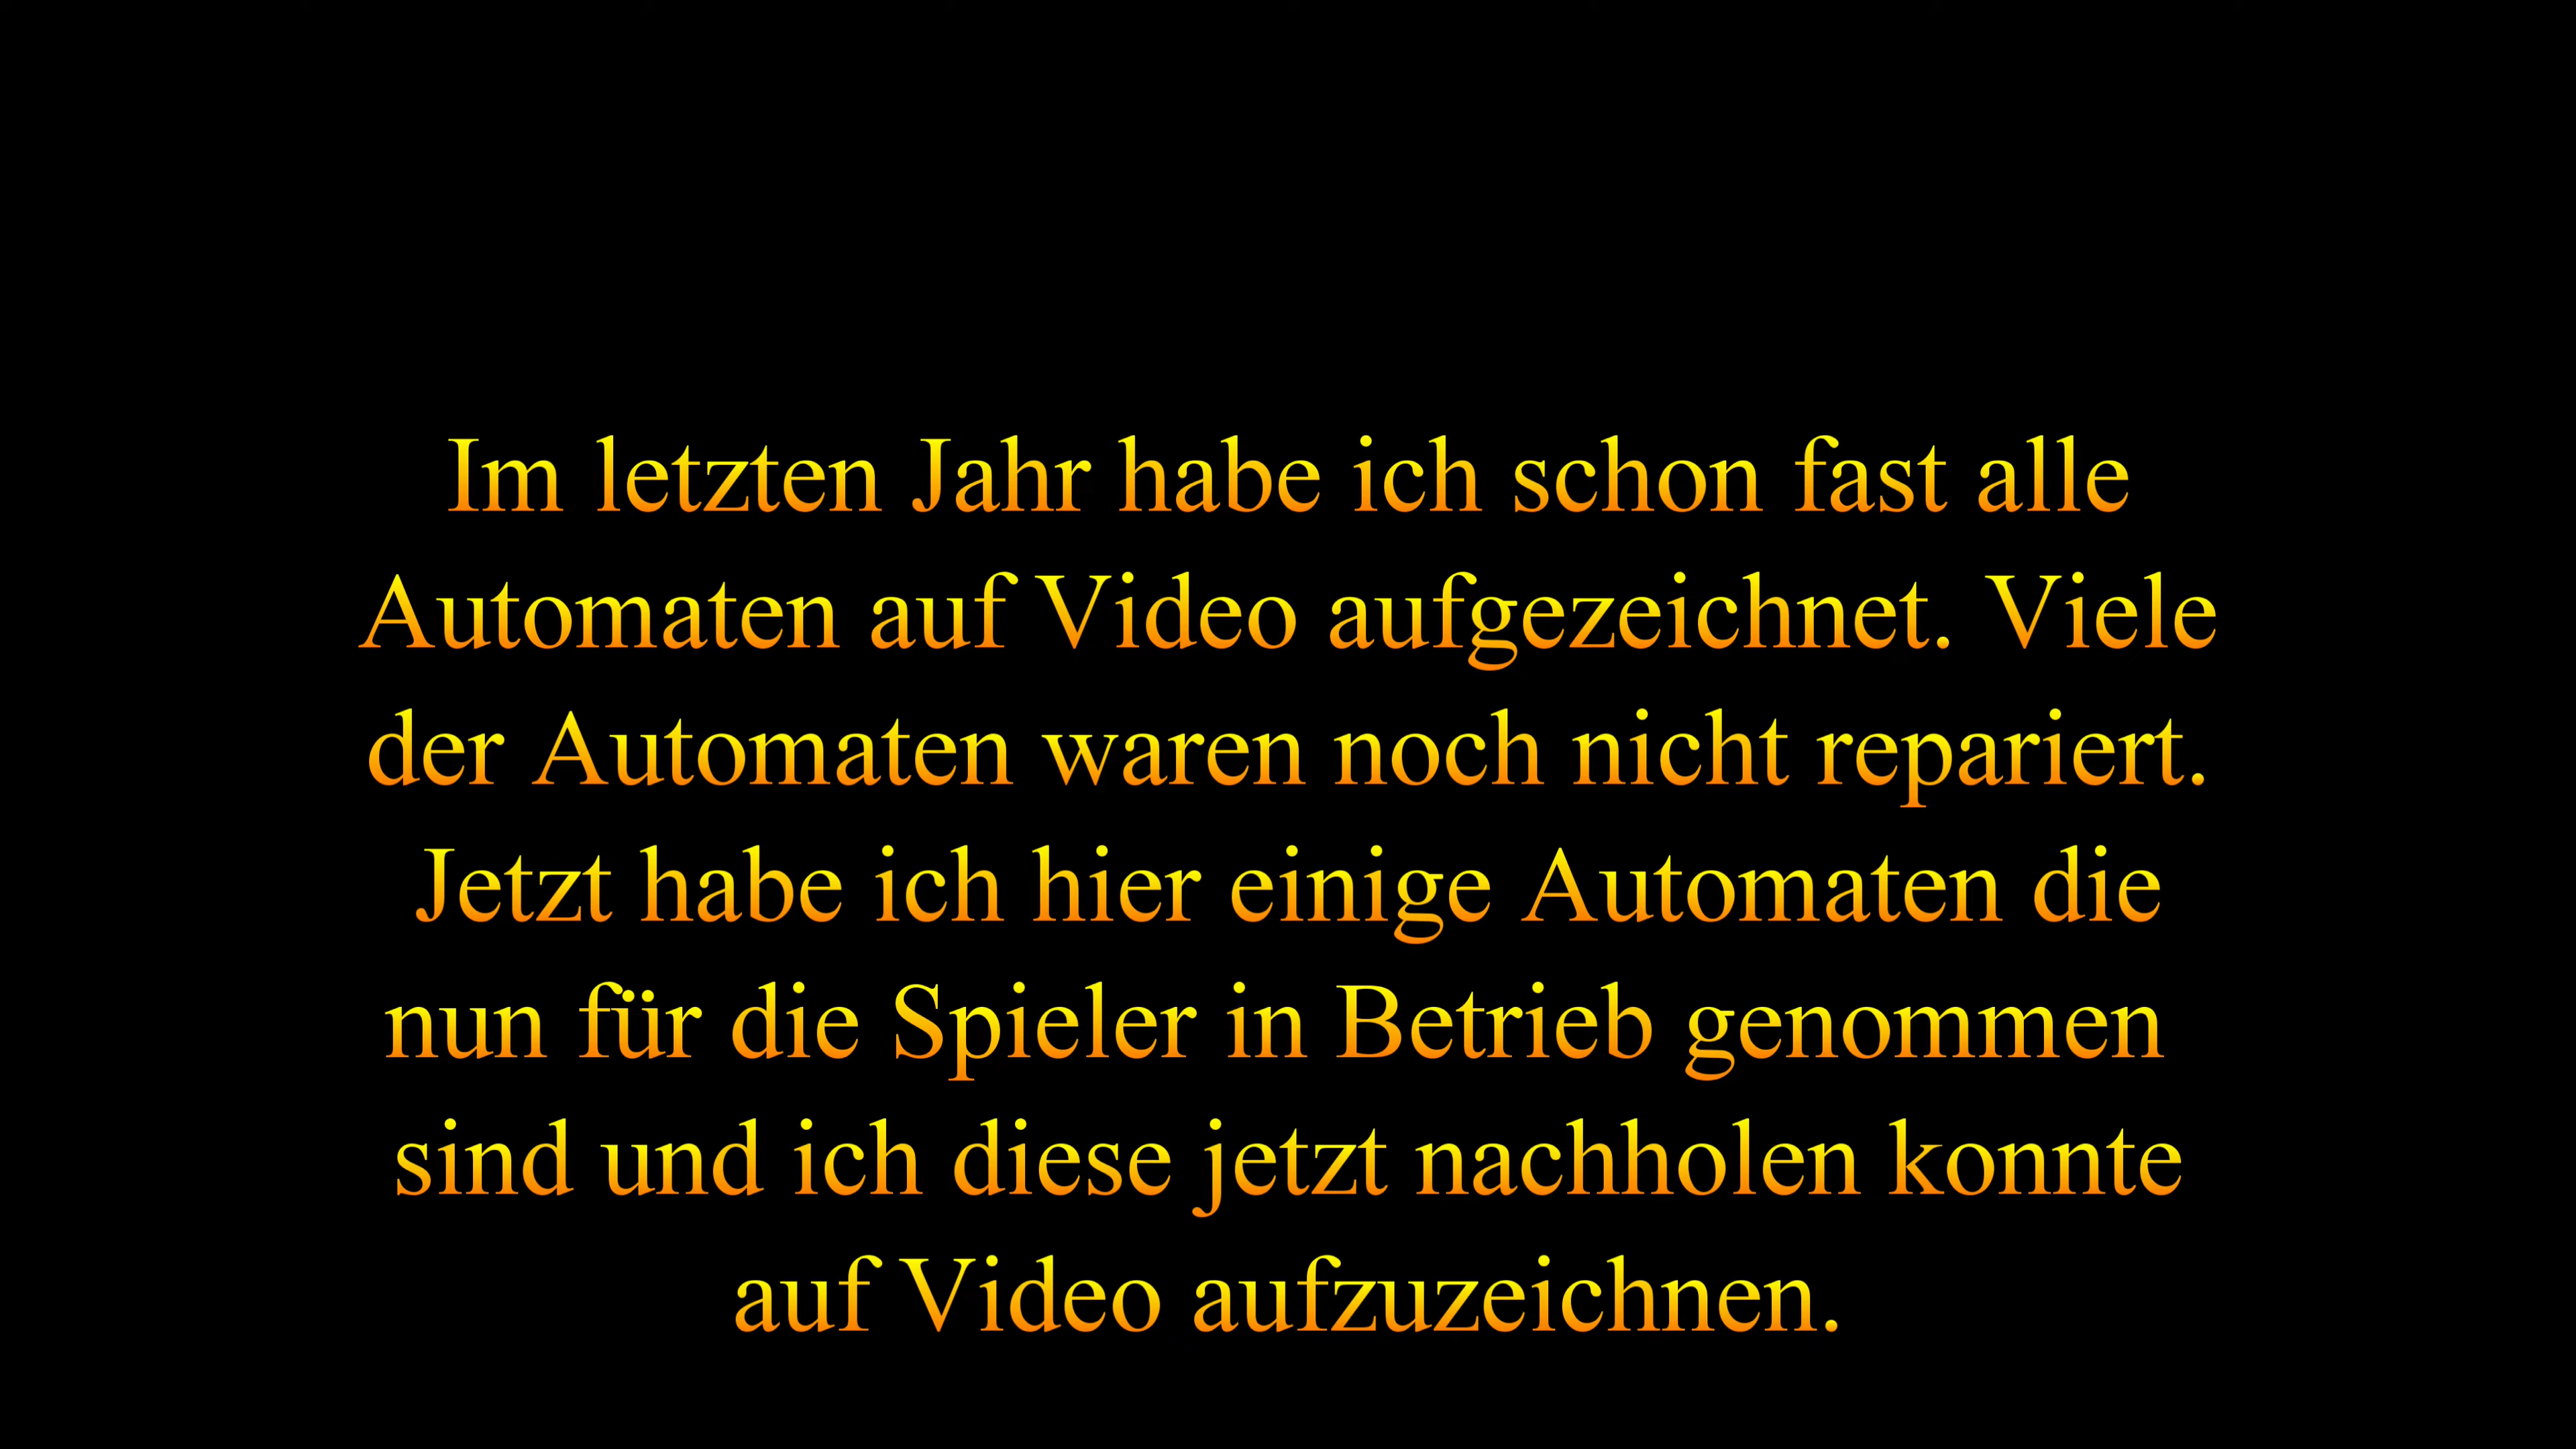 Im letzten Jahr habe ich schon fast alle
Automaten auf Video aufgezeichnet. Viele
der Automaten waren noch nicht repariert.
Jetzt habe ich hier einige Automaten die
nun für die Spieler in Betrieb genommen
sind und ich diese jetzt nachholen konnte
auf Video aufzuzeichnen.